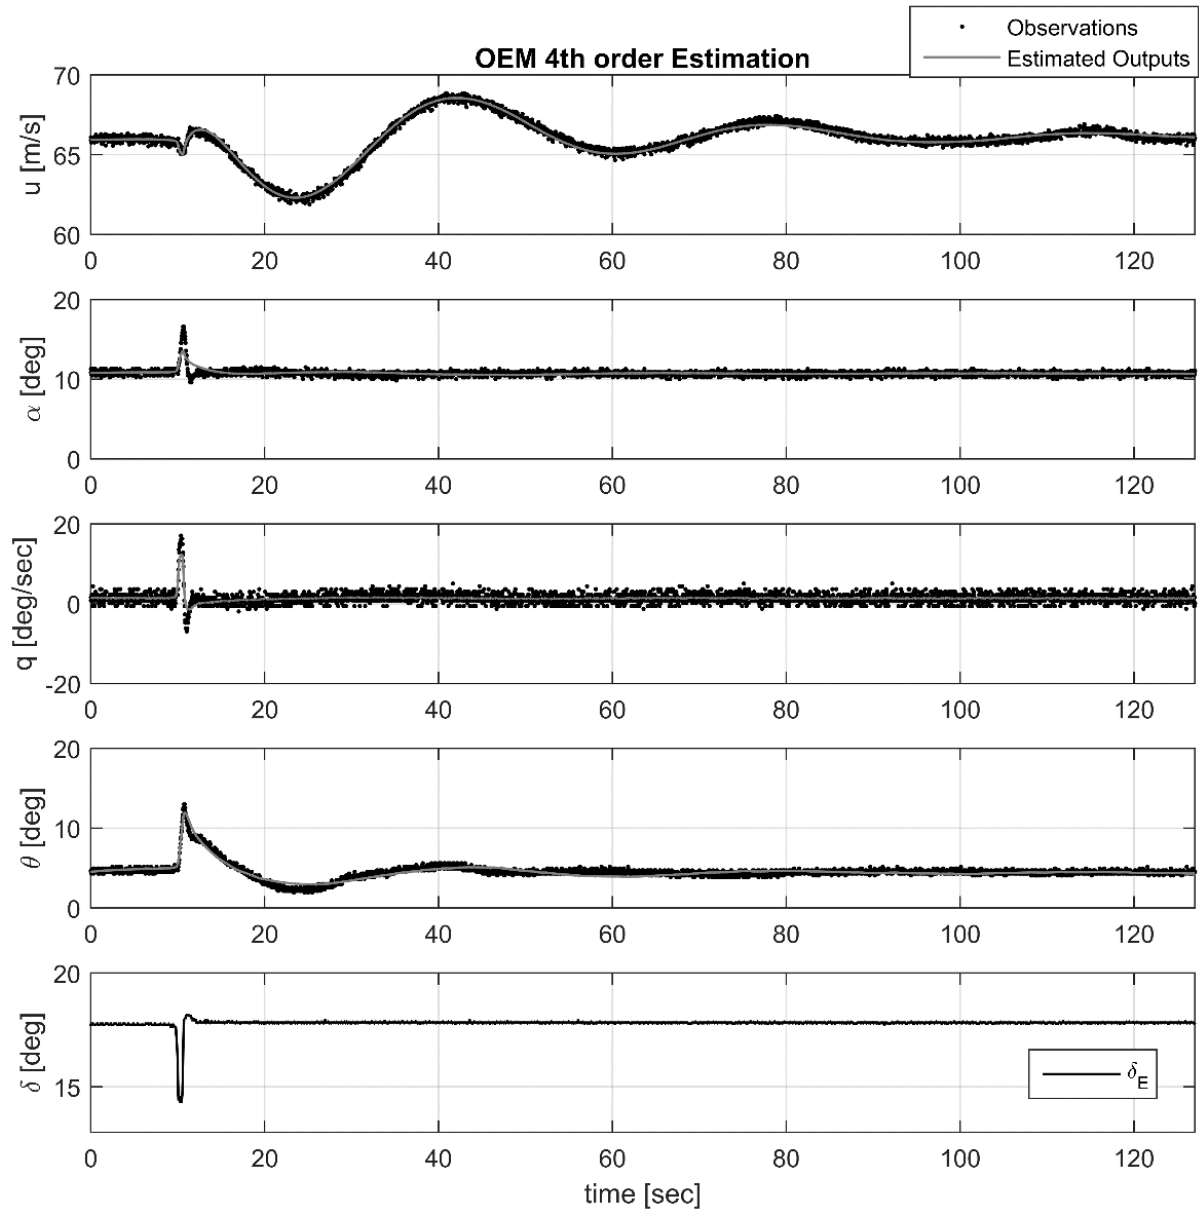 Observations
Estimated Outputs
OEM 4th order Estimation
70
65
60
u [m/s]
0 20 40 60 80 100 120
20
10
0
α [deg]
0 20 40 60 80 100 120
20
0
-20
q [deg/sec]
0 20 40 60 80 100 120
20
10
0
θ [deg]
0 20 40 60 80 100 120
20
15
δ [deg]
δE
0 20 40 60 80 100 120
time [sec]